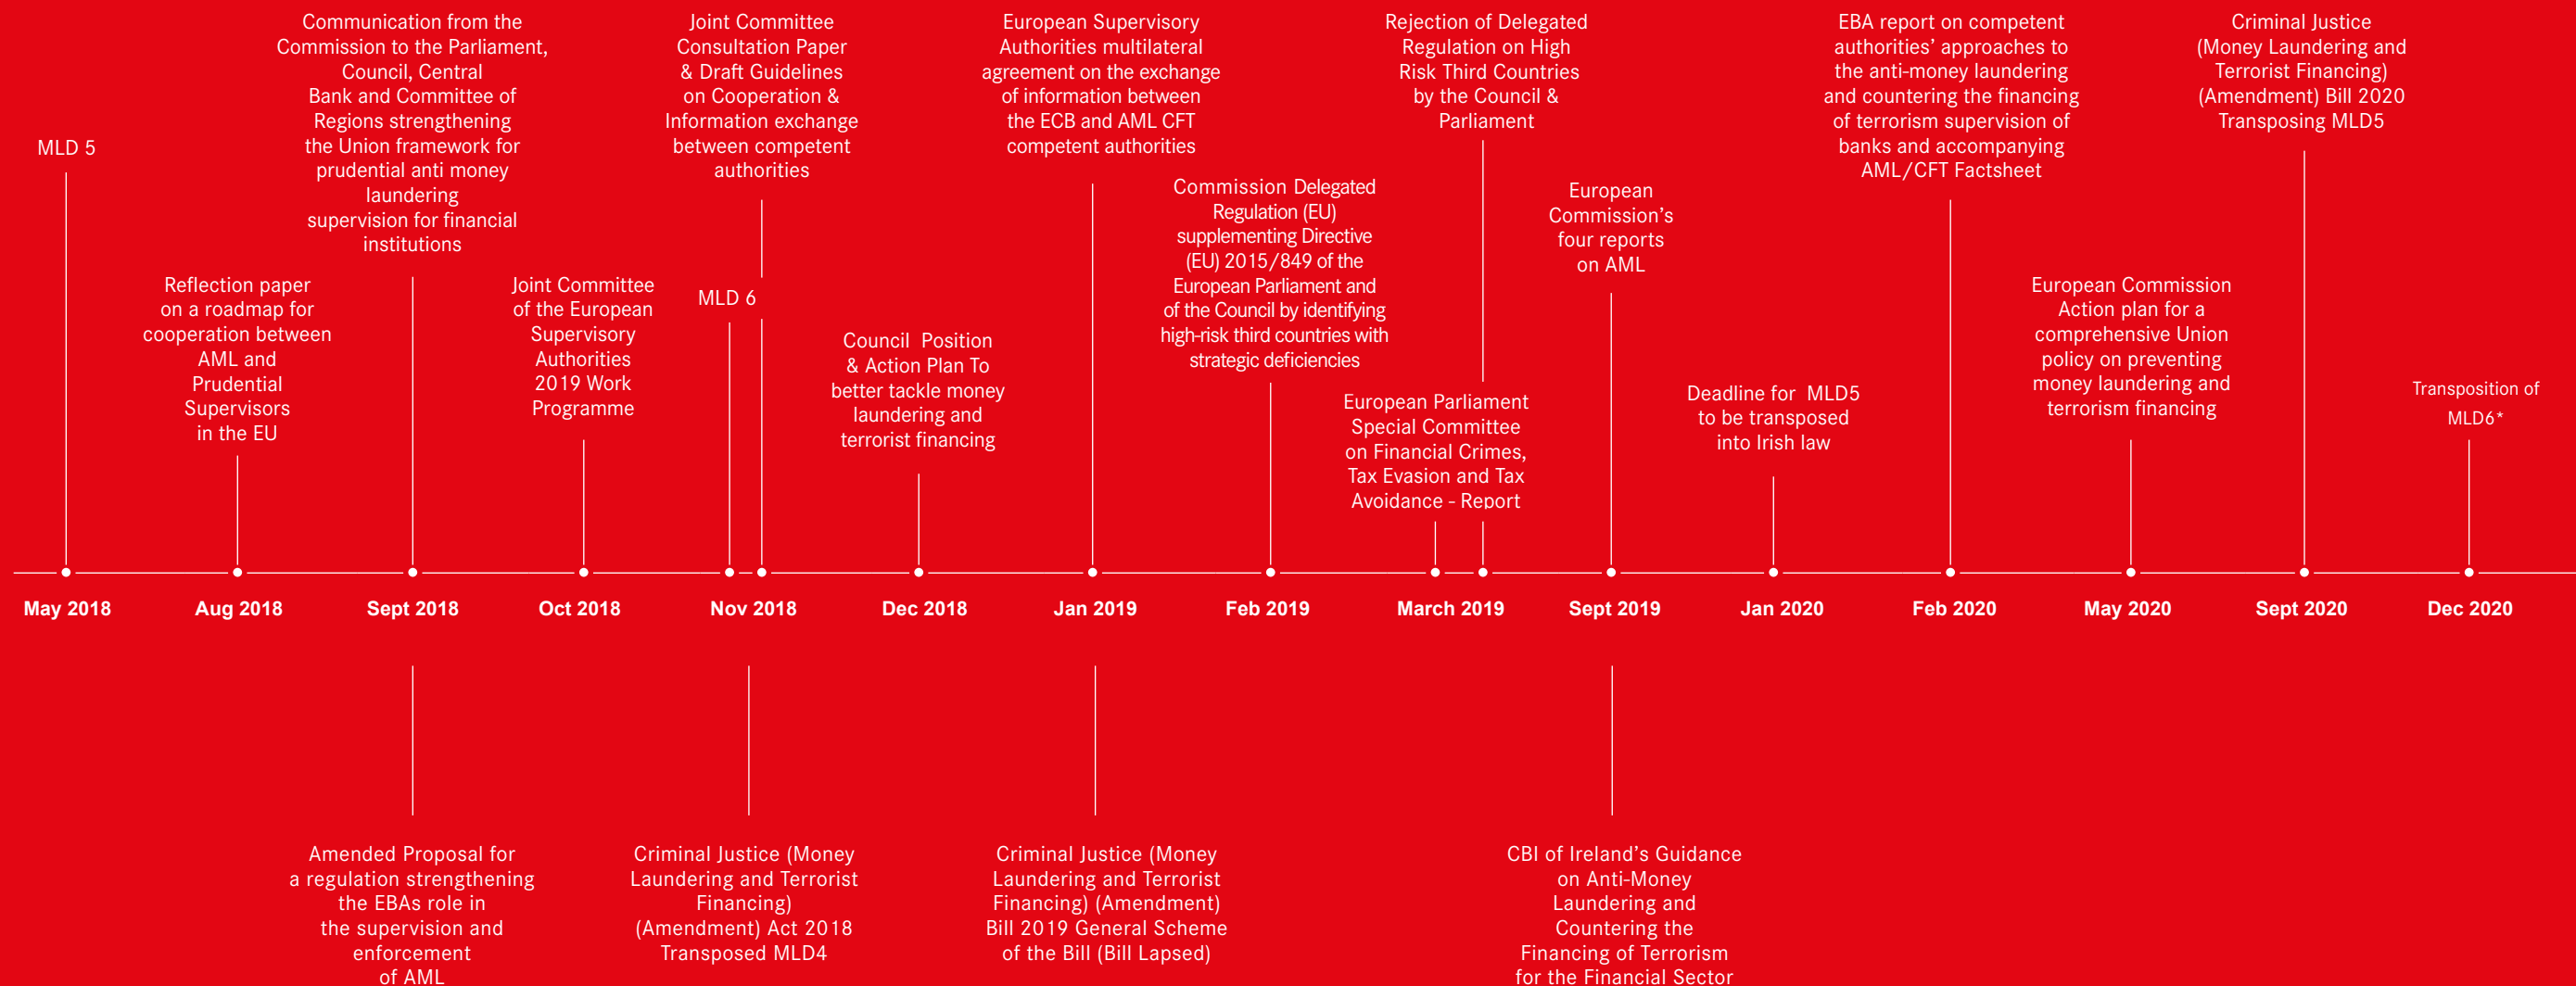 MLD 5
Reflection paper
on a roadmap for
cooperation between
AML and
Prudential
Supervisors
in the EU
Communication from the
Commission to the Parliament,
Council, Central
Bank and Committee of
Regions strengthening
the Union framework for
prudential anti money
laundering
supervision for financial
institutions
Joint Committee
of the European
Supervisory
Authorities
2019 Work
Programme
Joint Committee
Consultation Paper
& Draft Guidelines
on Cooperation &
Information exchange
between competent
authorities
MLD 6
Council Position
& Action Plan To
better tackle money
laundering and
terrorist financing
European Supervisory
Authorities multilateral
agreement on the exchange
of information between
the ECB and AML CFT
competent authorities
Commission Delegated
Regulation (EU)
supplementing Directive
(EU) 2015/849 of the
European Parliament and
of the Council by identifying
high-risk third countries with
strategic deficiencies
Rejection of Delegated
Regulation on High
Risk Third Countries
by the Council &
Parliament
European Parliament
Special Committee
on Financial Crimes,
Tax Evasion and Tax
Avoidance - Report
European
Commission’s
four reports
on AML
Deadline for MLD5
to be transposed
into Irish law
EBA report on competent
authorities’ approaches to
the anti-money laundering
and countering the financing
of terrorism supervision of
banks and accompanying
AML/CFT Factsheet
European Commission
Action plan for a
comprehensive Union
policy on preventing
money laundering and
terrorism financing
Criminal Justice
(Money Laundering and
Terrorist Financing)
(Amendment) Bill 2020
Transposing MLD5
Transposition of
MLD6*
May 2018
Aug 2018
Sept 2018
Oct 2018
Nov 2018
Dec 2018
Jan 2019
Feb 2019
March 2019
Sept 2019
Jan 2020
Feb 2020
May 2020
Sept 2020
Dec 2020
Amended Proposal for
a regulation strengthening
the EBAs role in
the supervision and
enforcement
of AML
Criminal Justice (Money
Laundering and Terrorist
Financing)
(Amendment) Act 2018
Transposed MLD4
Criminal Justice (Money
Laundering and Terrorist
Financing) (Amendment)
Bill 2019 General Scheme
of the Bill (Bill Lapsed)
CBI of Ireland’s Guidance
on Anti-Money
Laundering and
Countering the
Financing of Terrorism
for the Financial Sector